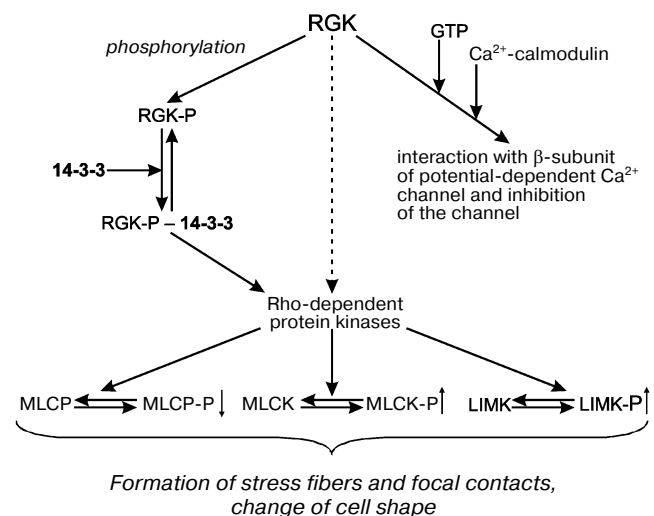 RGK
phosphorylation
GTP
Ca²⁺-calmodulin
RGK-P
14-3-3
RGK-P – 14-3-3
interaction with β-subunit
of potential-dependent Ca²⁺
channel and inhibition
of the channel
Rho-dependent
protein kinases
MLCP MLCP-P MLCK MLCK-P LIMK LIMK-P
Formation of stress fibers and focal contacts,
change of cell shape